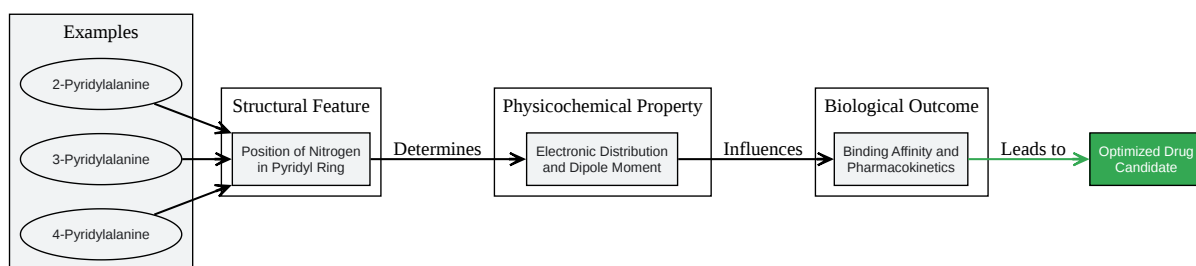 Examples
2-Pyridylalanine
3-Pyridylalanine
4-Pyridylalanine
Structural Feature
Position of Nitrogen
in Pyridyl Ring
Determines
Physicochemical Property
Electronic Distribution
and Dipole Moment
Influences
Biological Outcome
Binding Affinity and
Pharmacokinetics
Leads to
Optimized Drug
Candidate